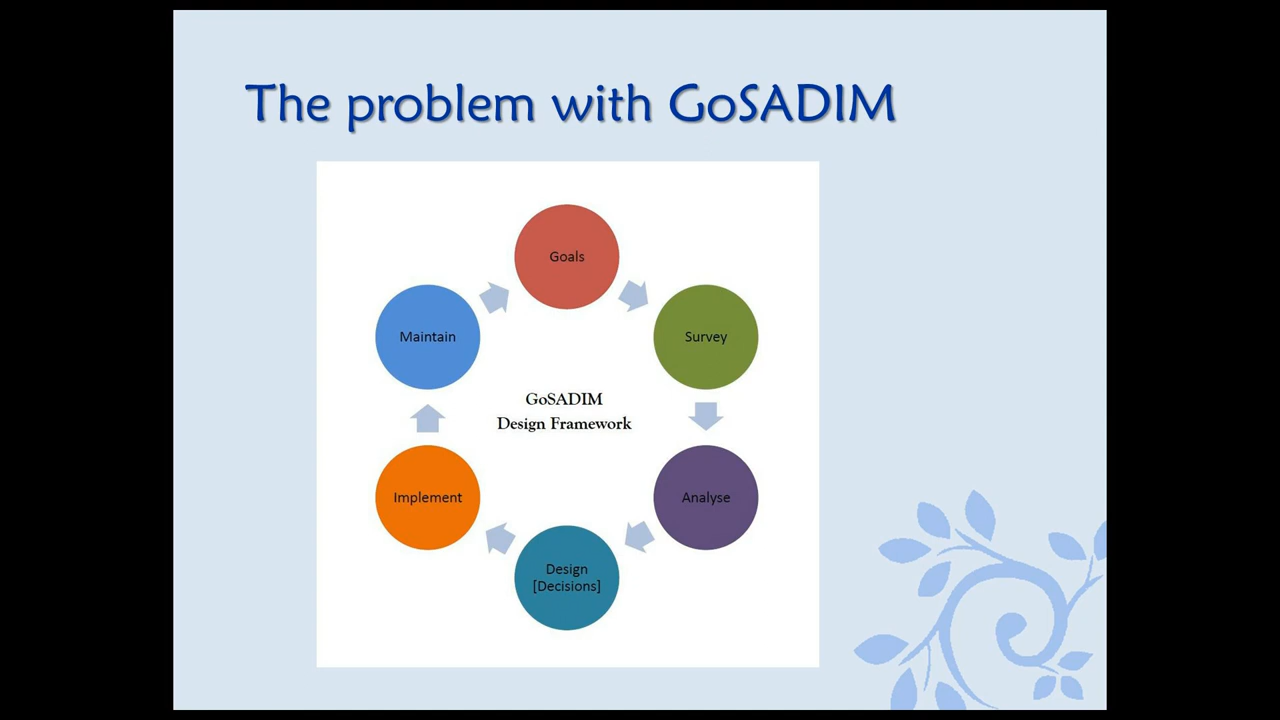 The problem with GoSADIM
Goals
Maintain
Survey
GoSADIM
Design Framework
Implement
Analyse
Design
[Decisions]